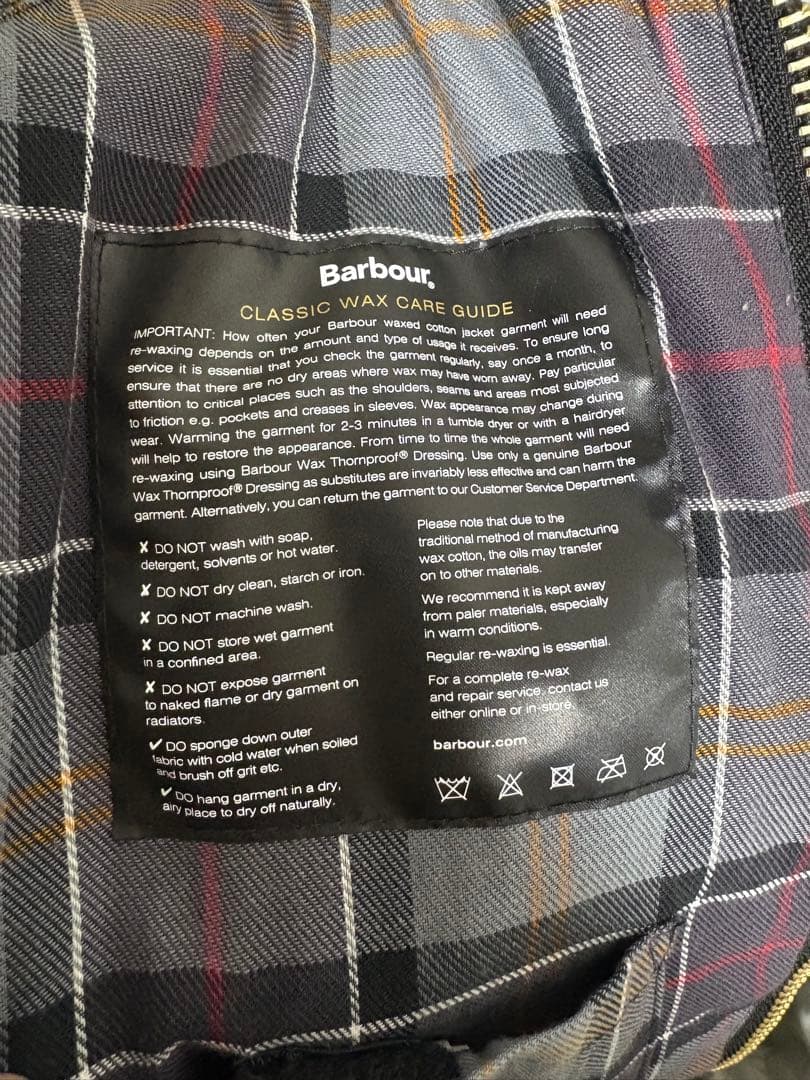 Barbour.
CLASSIC WAX CARE GUIDE
IMPORTANT: How often your Barbour waxed cotton jacket garment will need
re-waxing depends on the amount and type of usage it receives. To ensure long
service it is essential that you check the garment regularly, say once a month, to
ensure that there are no dry areas where wax may have worn away. Pay particular
attention to critical places such as the shoulders, seams and areas most subjected
to friction e.g. pockets and creases in sleeves. Wax appearance may change during
wear. Warming the garment for 2-3 minutes in a tumble dryer or with a hairdryer
will help to restore the appearance. From time to time the whole garment will need
re-waxing using Barbour Wax Thornproof® Dressing. Use only a genuine Barbour
Wax Thornproof® Dressing as substitutes are invariably less effective and can harm the
garment. Alternatively, you can return the garment to our Customer Service Department.
✘ DO NOT wash with soap,
detergent, solvents or hot water.
✘ DO NOT dry clean, starch or iron.
✘ DO NOT machine wash.
✘ DO NOT store wet garment
in a confined area.
✘ DO NOT expose garment
to naked flame or dry garment on
radiators.
✔ DO sponge down outer
fabric with cold water when soiled
and brush off grit etc.
✔ DO hang garment in a dry,
airy place to dry off naturally.
Please note that due to the
traditional method of manufacturing
wax cotton, the oils may transfer
on to other materials.
We recommend it is kept away
from paler materials, especially
in warm conditions.
Regular re-waxing is essential.
For a complete re-wax
and repair service, contact us
either online or in-store.
barbour.com